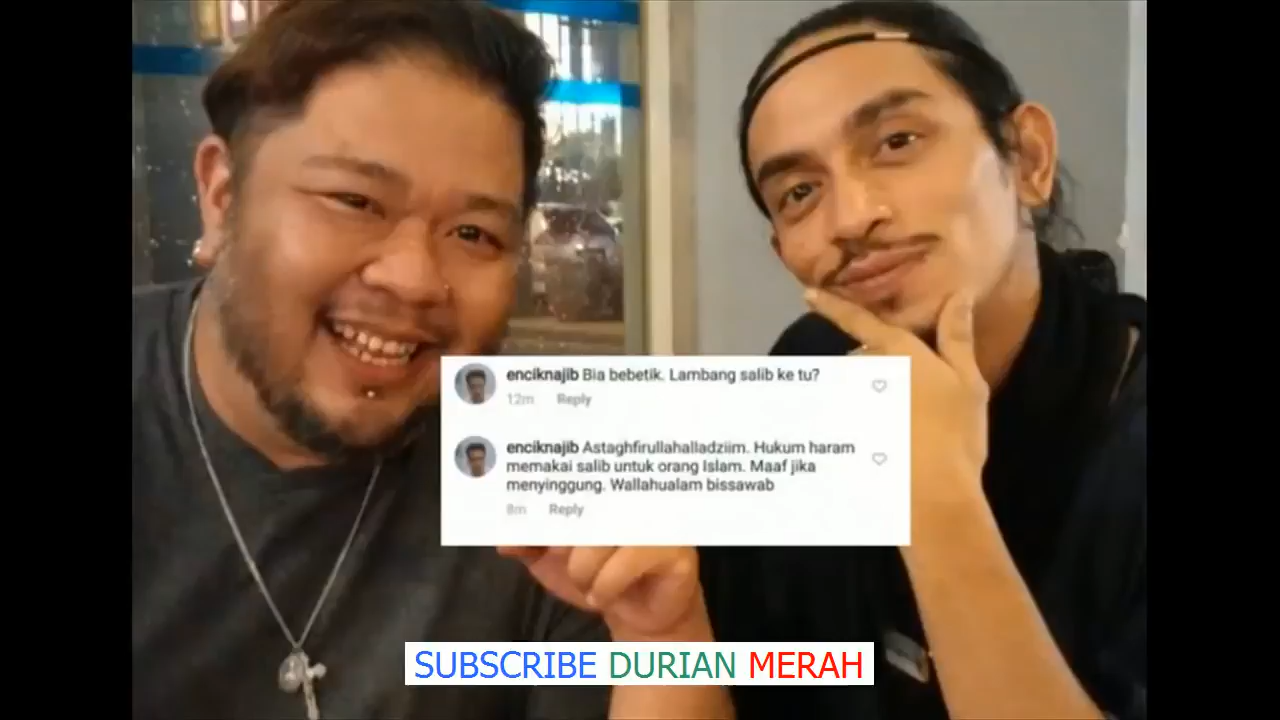 enciknajib Bia bebetik. Lambang salib ke tu?
12m Reply
enciknajib Astaghfirullahalladziim. Hukum haram
memakai salib untuk orang Islam. Maaf jika
menyinggung. Wallahualam bissawab
8m Reply
SUBSCRIBE DURIAN MERAH